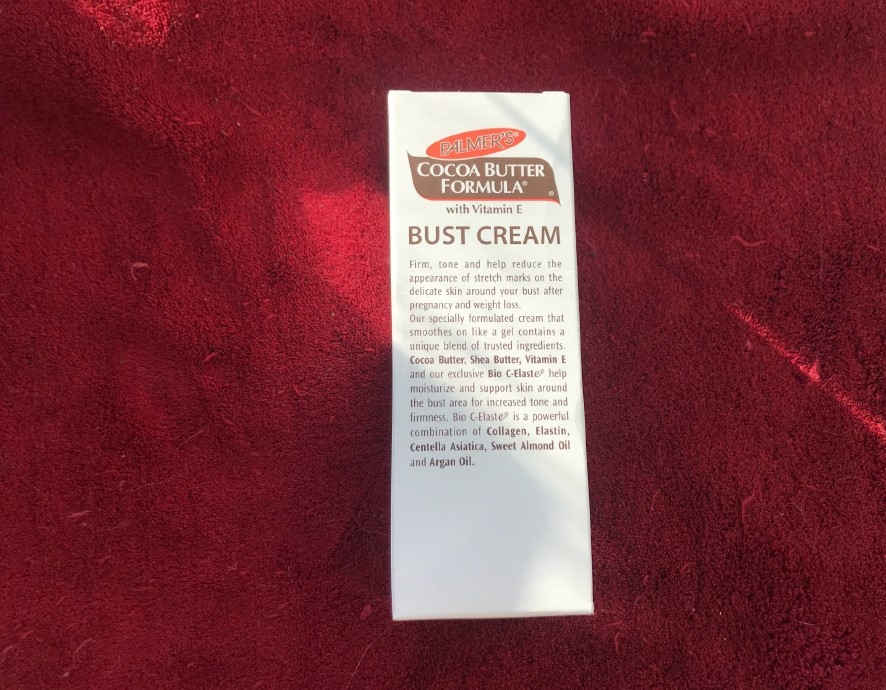 PALMER'S®
COCOA BUTTER
FORMULA®
®
with Vitamin E
BUST CREAM
Firm, tone and help reduce the
appearance of stretch marks on the
delicate skin around your bust after
pregnancy and weight loss.
Our specially formulated cream that
smoothes on like a gel contains a
unique blend of trusted ingredients.
Cocoa Butter, Shea Butter, Vitamin E
and our exclusive Bio C-Elaste® help
moisturize and support skin around
the bust area for increased tone and
firmness. Bio C-Elaste® is a powerful
combination of Collagen, Elastin,
Centella Asiatica, Sweet Almond Oil
and Argan Oil.